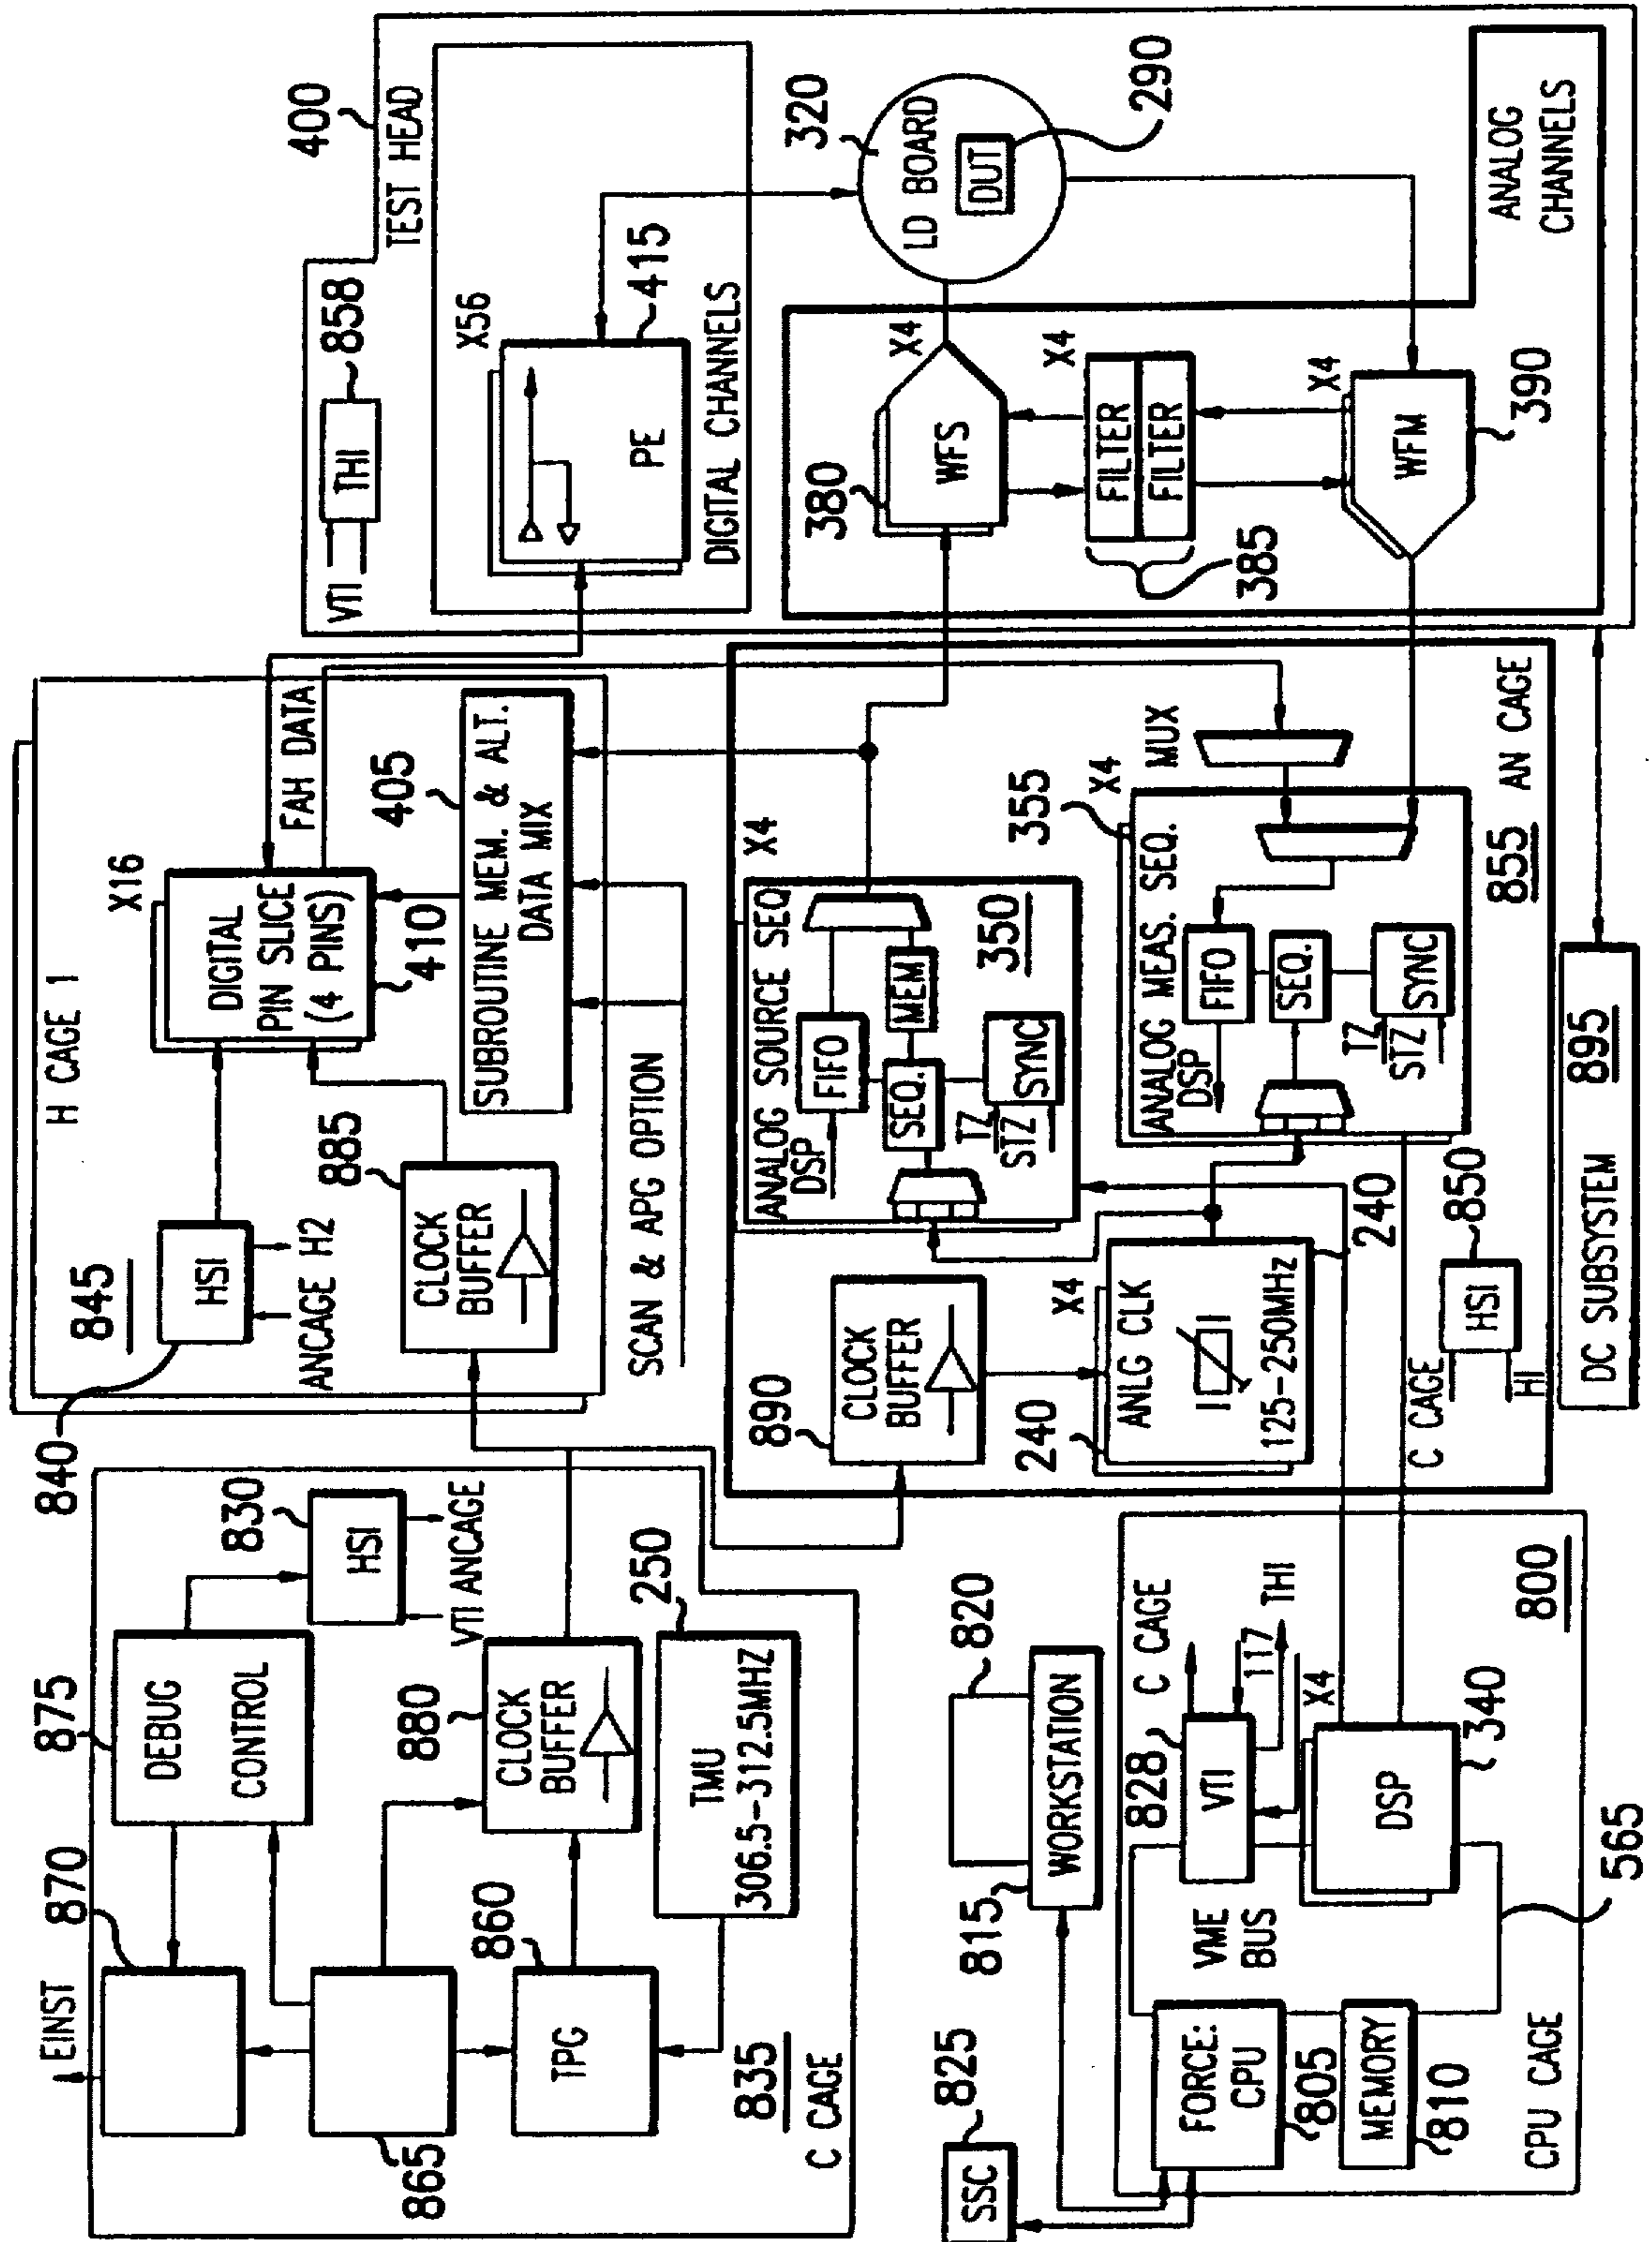 EINST
870
875
DEBUG
CONTROL
830
HSI
VTI ANCAGE
865
860
TPG
880
CLOCK
BUFFER
250
TMU
306.5-312.5MHZ
835
C CAGE
H CAGE 1
845
840
HSI
ANCAGE H2
X16
DIGITAL
PIN SLICE
(4 PINS)
410
885
CLOCK
BUFFER
FAH DATA
405
SUBROUTINE MEM. & ALT.
DATA MIX
SCAN & APG OPTION
VTI
THI
858
400
TEST HEAD
X56
PE
415
DIGITAL CHANNELS
320
LD BOARD
DUT
290
380
WFS
X4
X4
FILTER
FILTER
385
X4
WFM
390
ANALOG
CHANNELS
825
SSC
820
815
WORKSTATION
FORCE:
CPU
805
MEMORY
810
VME
BUS
828
VTI
C CAGE
117
THI
X4
DSP
340
565
800
CPU CAGE
890
CLOCK
BUFFER
240
X4
ANLG CLK
125-250MHz
240
X4
ANALOG SOURCE SEQ
350
DSP
FIFO
SEQ.
MEM
TZ
STZ
SYNC
MUX
X4
355
ANALOG MEAS. SEQ.
DSP
FIFO
SEQ.
TZ
STZ
SYNC
855
AN CAGE
C CAGE
HSI
850
HI
DC SUBSYSTEM
895